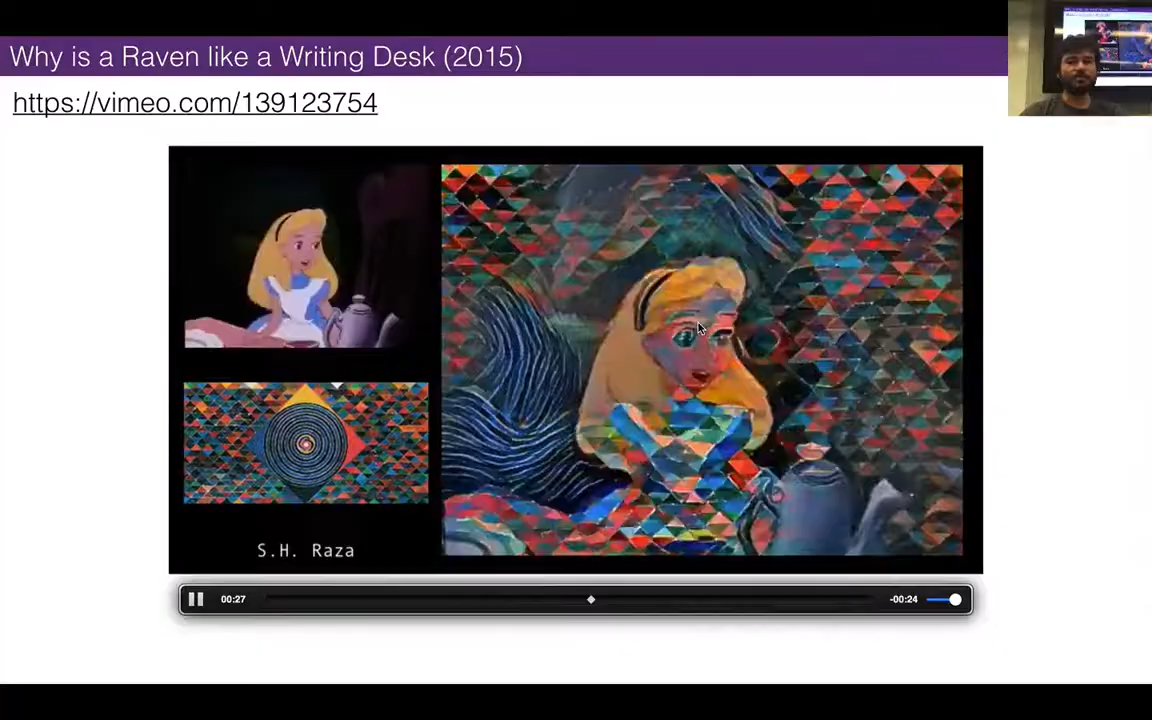 Why is a Raven like a Writing Desk (2015)
https://vimeo.com/139123754
S.H. Raza
00:27
-00:24